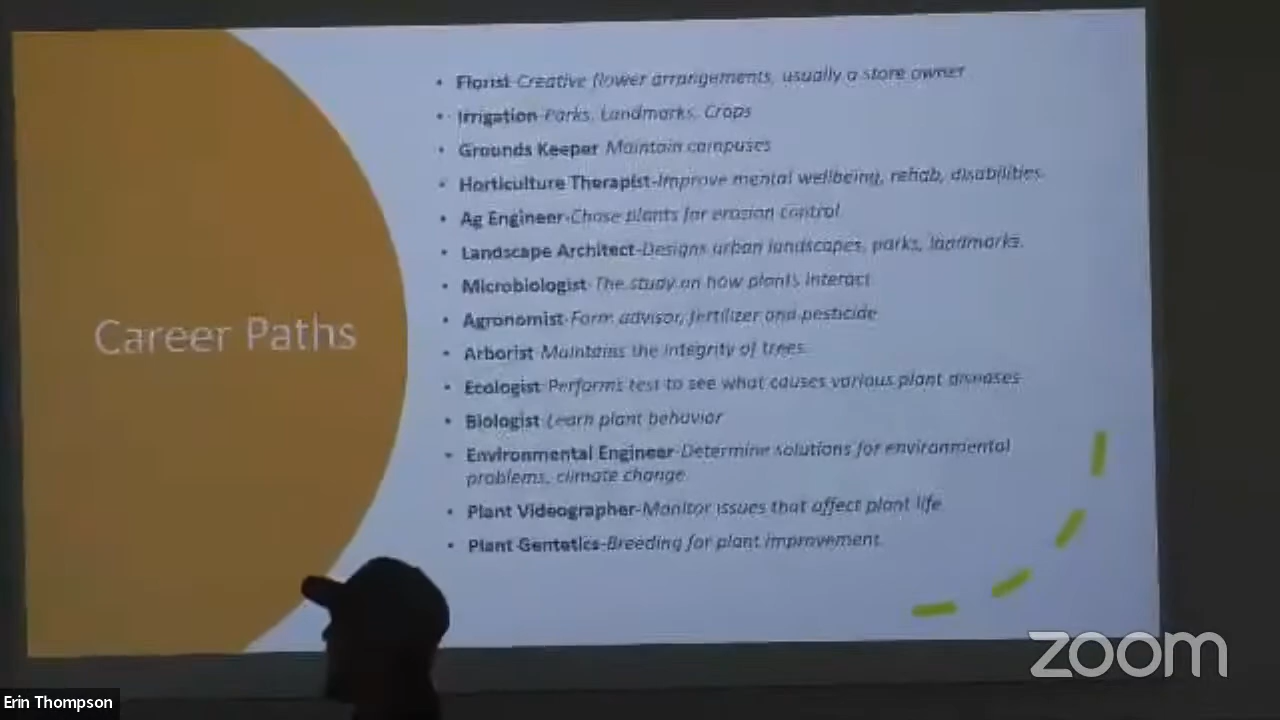 Career Paths
• Florist-Creative flower arrangements, usually a store owner
• Irrigation-Parks, Landmarks, Crops
• Grounds Keeper-Maintain campuses
• Horticulture Therapist-Improve mental wellbeing, rehab, disabilities.
• Ag Engineer-Chose plants for erosion control
• Landscape Architect-Designs urban landscapes, parks, landmarks.
• Microbiologist-The study on how plants interact
• Agronomist-Farm advisor, fertilizer and pesticide
• Arborist-Maintains the integrity of trees
• Ecologist-Performs test to see what causes various plant diseases
• Biologist-Learn plant behavior
• Environmental Engineer-Determine solutions for environmental
problems, climate change
• Plant Videographer-Monitor issues that affect plant life
• Plant Gentetics-Breeding for plant improvement
zoom
Erin Thompson